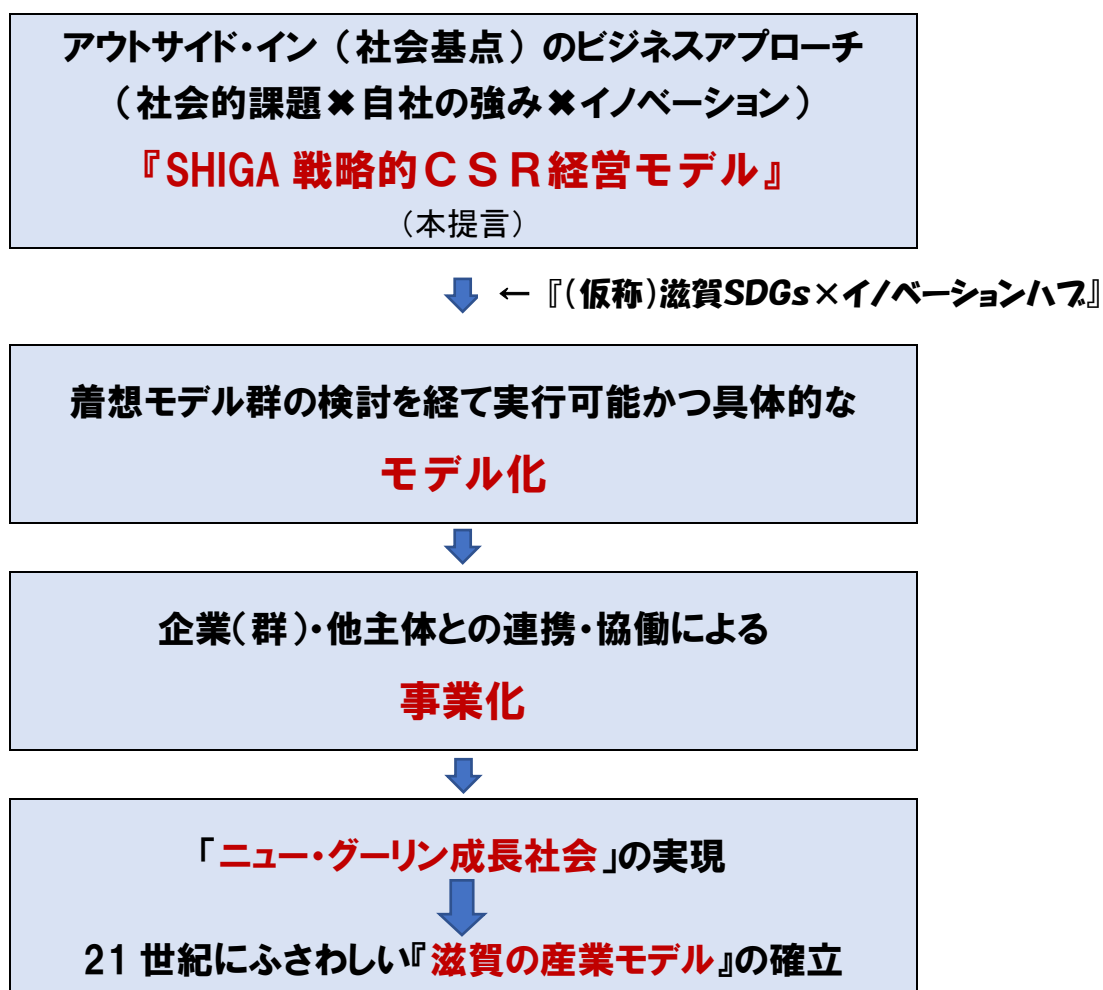 アウトサイド・イン（社会基点）のビジネスアプローチ
（社会的課題✖自社の強み✖イノベーション）
『SHIGA 戦略的ＣＳＲ経営モデル』
（本提言）
← 『（仮称）滋賀SDGs×イノベーションハブ』
着想モデル群の検討を経て実行可能かつ具体的な
モデル化
企業（群）・他主体との連携・協働による
事業化
「ニュー・グーリン成長社会」の実現
21 世紀にふさわしい『滋賀の産業モデル』の確立